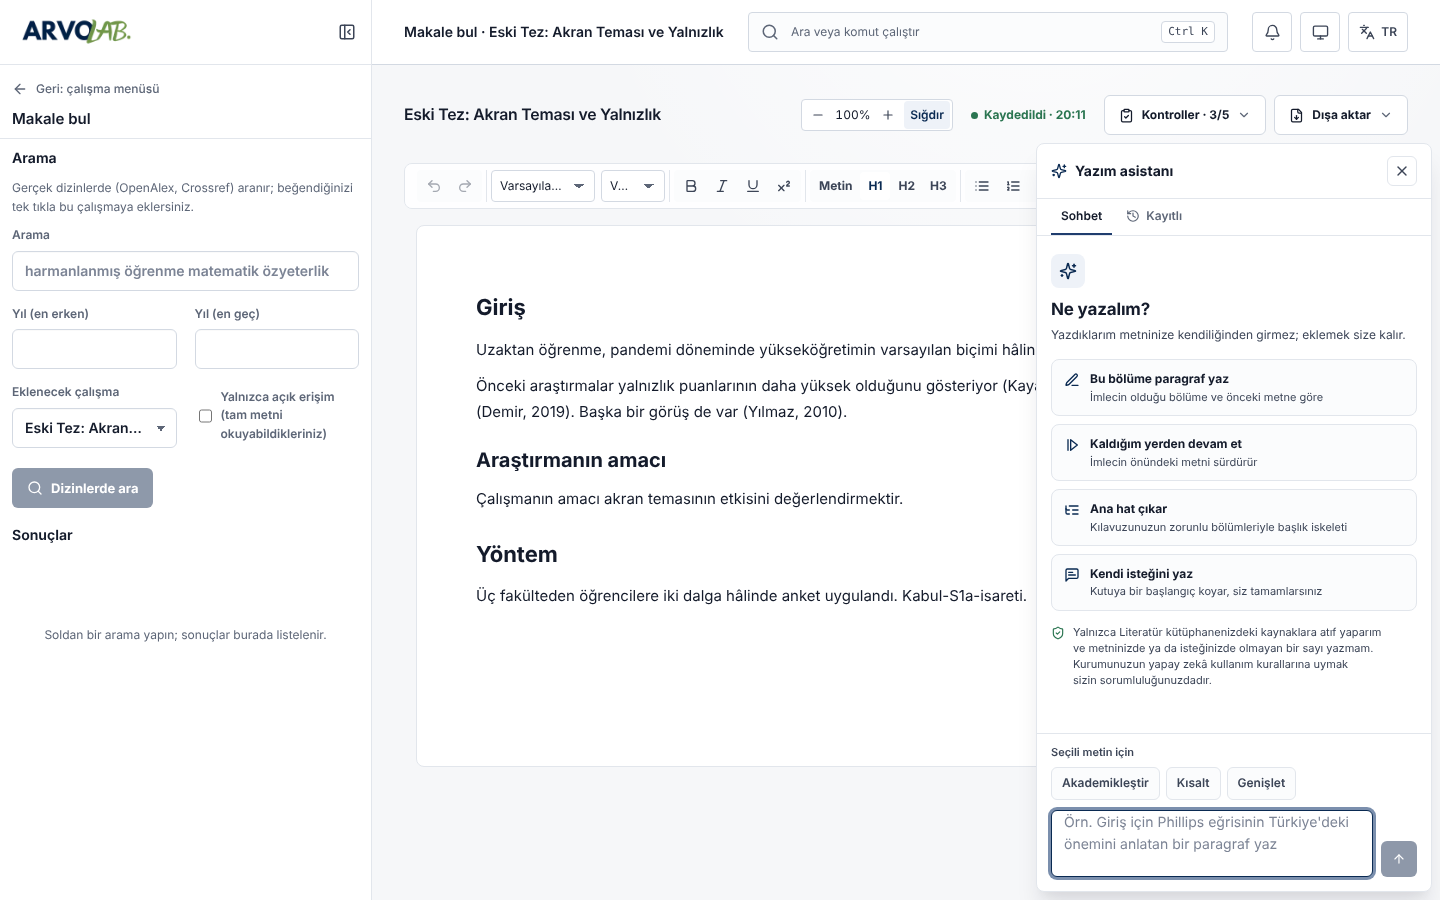 ARVOLAB.
Geri: çalışma menüsü
Makale bul
Arama
Gerçek dizinlerde (OpenAlex, Crossref) aranır; beğendiğinizi
tek tıkla bu çalışmaya eklersiniz.
Arama
harmanlanmış öğrenme matematik özyeterlik
Yıl (en erken)
Yıl (en geç)
Eklenecek çalışma
Eski Tez: Akran...
Yalnızca açık erişim
(tam metni
okuyabildikleriniz)
Dizinlerde ara
Sonuçlar
Soldan bir arama yapın; sonuçlar burada listelenir.
Makale bul · Eski Tez: Akran Teması ve Yalnızlık
Ara veya komut çalıştır
Ctrl K
TR
Eski Tez: Akran Teması ve Yalnızlık
100%
Sığdır
Kaydedildi · 20:11
Kontroller · 3/5
Dışa aktar
Varsayıla...
V...
B I U x²
Metin H1 H2 H3
Giriş
Uzaktan öğrenme, pandemi döneminde yükseköğretimin varsayılan biçimi hâlin
Önceki araştırmalar yalnızlık puanlarının daha yüksek olduğunu gösteriyor (Kaya
(Demir, 2019). Başka bir görüş de var (Yılmaz, 2010).
Araştırmanın amacı
Çalışmanın amacı akran temasının etkisini değerlendirmektir.
Yöntem
Üç fakülteden öğrencilere iki dalga hâlinde anket uygulandı. Kabul-S1a-isareti.
Yazım asistanı
Sohbet
Kayıtlı
Ne yazalım?
Yazdıklarım metninize kendiliğinden girmez; eklemek size kalır.
Bu bölüme paragraf yaz
İmlecin olduğu bölüme ve önceki metne göre
Kaldığım yerden devam et
İmlecin önündeki metni sürdürür
Ana hat çıkar
Kılavuzunuzun zorunlu bölümleriyle başlık iskeleti
Kendi isteğini yaz
Kutuya bir başlangıç koyar, siz tamamlarsınız
Yalnızca Literatür kütüphanenizdeki kaynaklara atıf yaparım
ve metninizde ya da isteğinizde olmayan bir sayı yazmam.
Kurumunuzun yapay zekâ kullanım kurallarına uymak
sizin sorumluluğunuzdadır.
Seçili metin için
Akademikleştir
Kısalt
Genişlet
Örn. Giriş için Phillips eğrisinin Türkiye'deki
önemini anlatan bir paragraf yaz